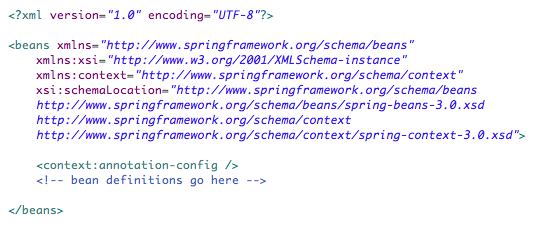 <?xml version="1.0" encoding="UTF-8"?>
<beans xmlns="http://www.springframework.org/schema/beans"
xmlns:xsi="http://www.w3.org/2001/XMLSchema-instance"
xmlns:context="http://www.springframework.org/schema/context"
xsi:schemaLocation="http://www.springframework.org/schema/beans
http://www.springframework.org/schema/beans/spring-beans-3.0.xsd
http://www.springframework.org/schema/context
http://www.springframework.org/schema/context/spring-context-3.0.xsd">
<context:annotation-config />
<!-- bean definitions go here -->
</beans>